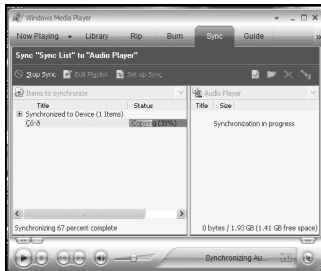 Windows Media Player
Now Playing Library Rip Burn Sync Guide »
Sync "Sync List" to "Audio Player"
Stop Sync Edit Playlist Set up Sync
Items to synchronize Audio Player
Title Status Title Size
Synchronized to Device (1 Items)
Copying (33%)
Synchronization in progress
Synchronizing 67 percent complete 0 bytes / 1.93 GB (1.41 GB free space)
Synchronizing Au...